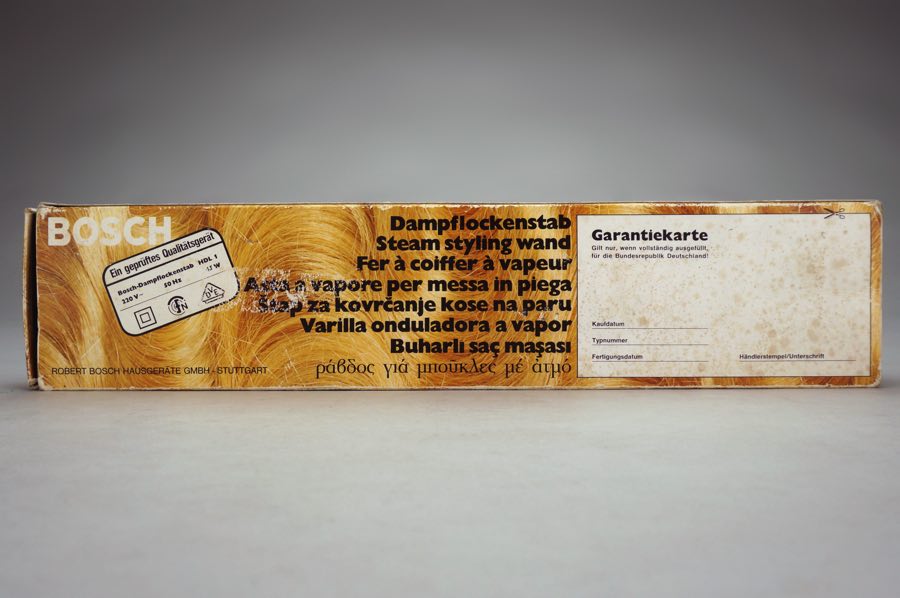 BOSCH
Ein geprüftes Qualitätsgerät
Bosch-Dampflockenstab HDL 1
220 V~ 50 Hz W
DVE
ROBERT BOSCH HAUSGERÄTE GMBH - STUTTGART
Dampflockenstab
Steam styling wand
Fer à coiffer à vapeur
a vapore per messa in piega
Štap za kovrčanje kose na paru
Varilla onduladora a vapor
Buharlı saç maşası
ράβδος γιά μπούκλες μέ ἀτμό
Garantiekarte
Gilt nur, wenn vollständig ausgefüllt,
für die Bundesrepublik Deutschland!
Kaufdatum
Typnummer
Fertigungsdatum
Händlerstempel/Unterschrift